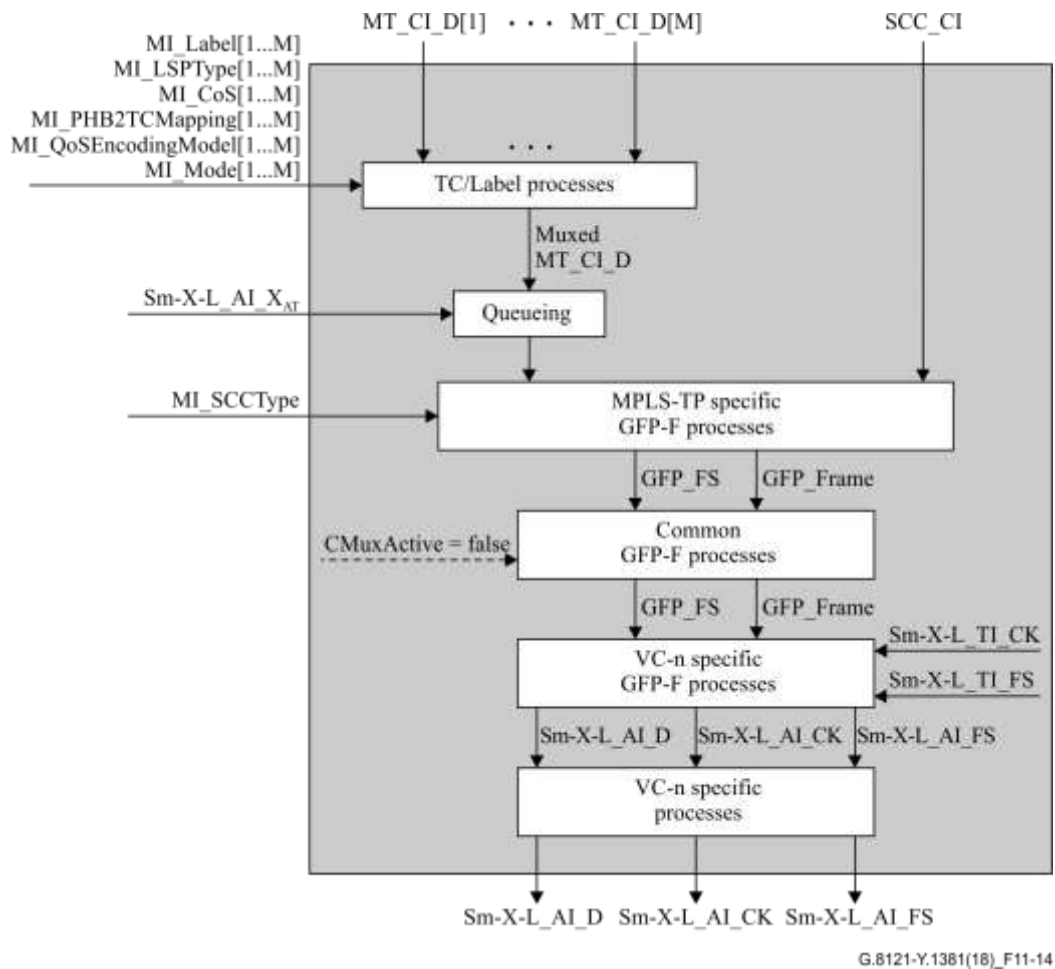 MT_CI_D[1] · · · MT_CI_D[M] SCC_CI
MI_Label[1...M]
MI_LSPType[1...M]
MI_CoS[1...M]
MI_PHB2TCMapping[1...M]
MI_QoSEncodingModel[1...M]
MI_Mode[1...M]
· · ·
TC/Label processes
Muxed
MT_CI_D
Sm-X-L_AI_X_AT
Queueing
MI_SCCType
MPLS-TP specific
GFP-F processes
GFP_FS GFP_Frame
CMuxActive = false
Common
GFP-F processes
GFP_FS GFP_Frame
Sm-X-L_TI_CK
VC-n specific
GFP-F processes
Sm-X-L_TI_FS
Sm-X-L_AI_D Sm-X-L_AI_CK Sm-X-L_AI_FS
VC-n specific
processes
Sm-X-L_AI_D Sm-X-L_AI_CK Sm-X-L_AI_FS
G.8121-Y.1381(18)_F11-14